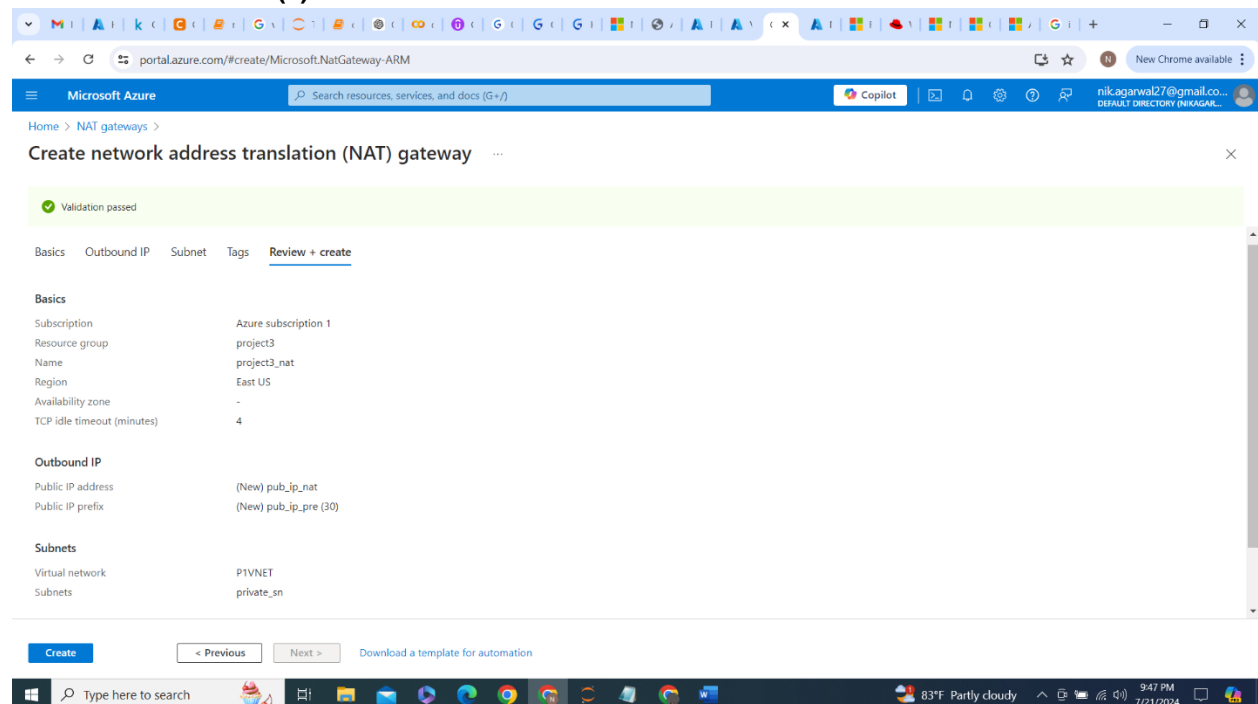 (.)
portal.azure.com/#create/Microsoft.NatGateway-ARM
N
New Chrome available
Microsoft Azure
Search resources, services, and docs (G+/)
Copilot
nik.agarwal27@gmail.co...
DEFAULT DIRECTORY (NIKAGAR...
Home > NAT gateways >
Create network address translation (NAT) gateway ...
Validation passed
Basics Outbound IP Subnet Tags Review + create
Basics
Subscription Azure subscription 1
Resource group project3
Name project3_nat
Region East US
Availability zone -
TCP idle timeout (minutes) 4
Outbound IP
Public IP address (New) pub_ip_nat
Public IP prefix (New) pub_ip_pre (30)
Subnets
Virtual network P1VNET
Subnets private_sn
Create < Previous Next > Download a template for automation
Type here to search
83°F Partly cloudy
9:47 PM
7/21/2024